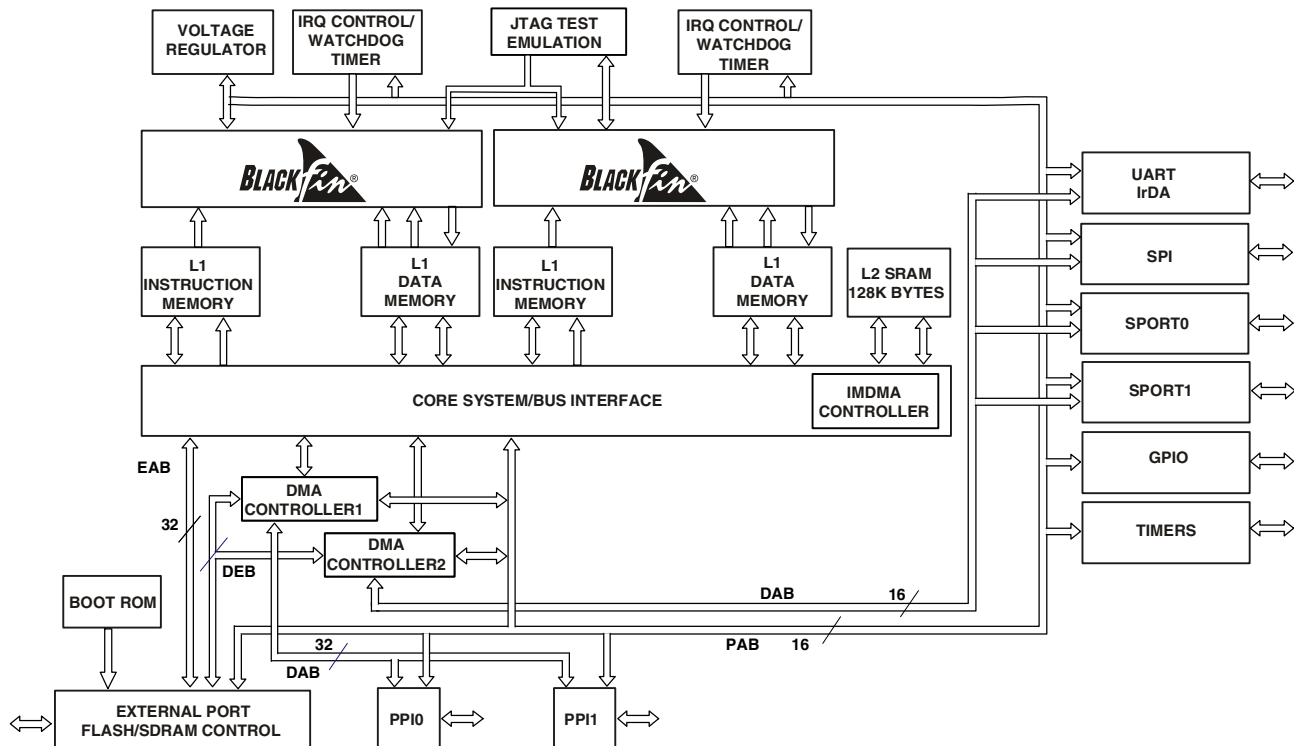 VOLTAGE
REGULATOR
IRQ CONTROL/
WATCHDOG
TIMER
JTAG TEST
EMULATION
IRQ CONTROL/
WATCHDOG
TIMER
BLACKfin®
BLACKfin®
UART
IrDA
SPI
SPORT0
SPORT1
GPIO
TIMERS
L1
INSTRUCTION
MEMORY
L1
DATA
MEMORY
L1
INSTRUCTION
MEMORY
L1
DATA
MEMORY
L2 SRAM
128K BYTES
CORE SYSTEM/BUS INTERFACE
IMDMA
CONTROLLER
EAB
32
DMA
CONTROLLER1
DMA
CONTROLLER2
DEB
DAB 16
PAB 16
BOOT ROM
32
DAB
EXTERNAL PORT
FLASH/SDRAM CONTROL
PPI0
PPI1